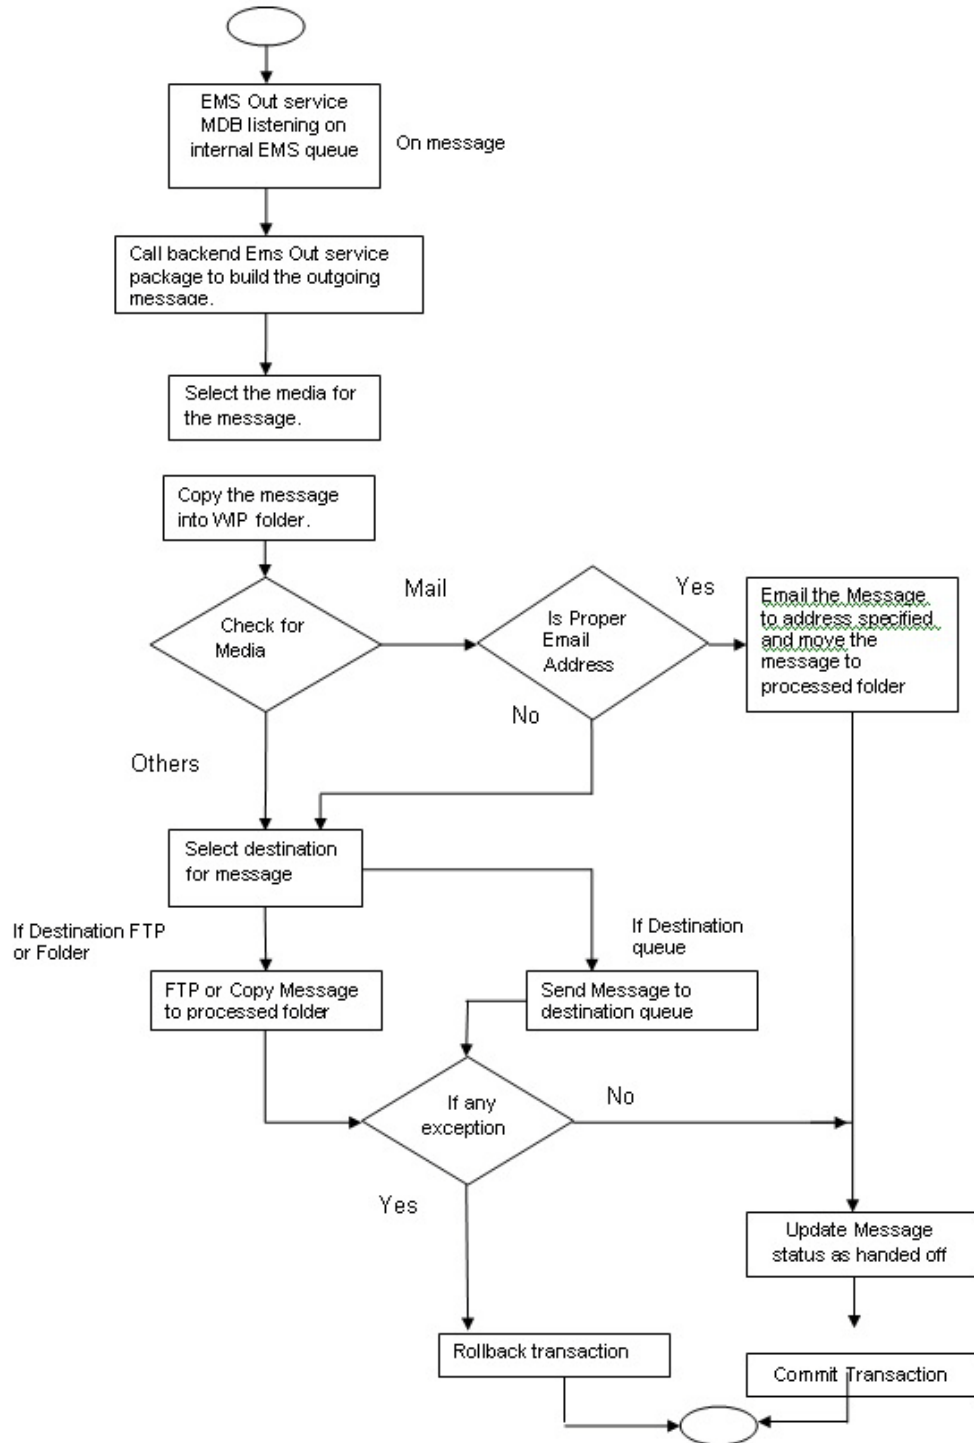 EMS Out service
MDB listening on
internal EMS queue
On message
Call backend Ems Out service
package to build the outgoing
message.
Select the media for
the message.
Copy the message
into WIP folder.
Check for
Media
Mail
Is Proper
Email
Address
Yes
Email the Message
to address specified
and move the
message to
processed folder
No
Others
Select destination
for message
If Destination FTP
or Folder
If Destination
queue
FTP or Copy Message
to processed folder
Send Message to
destination queue
If any
exception
No
Yes
Update Message
status as handed off
Rollback transaction
Commit Transaction